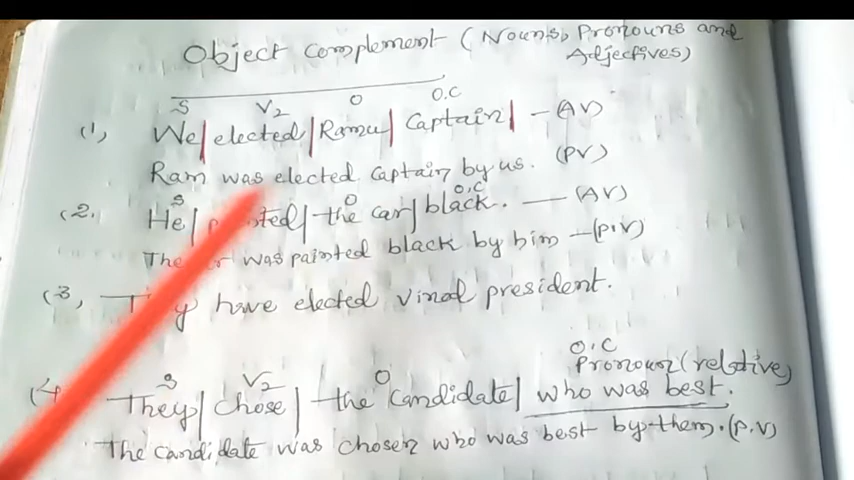 Object complement (Nouns, Pronouns and
Adjectives)
S V2 O O.C
(1, We| elected |Ramu| Captain| - (AV)
Ram was elected captain by us. (PV)
S O O,C
(2. He| |the car| black. - (AV)
was painted black by him - (P.V)
(3, have elected vinod president.
O.C
Pronoun (relative)
S V2 O
(4 They| chose| the candidate| who was best.
The candidate was chosen who was best by them. (P.V)